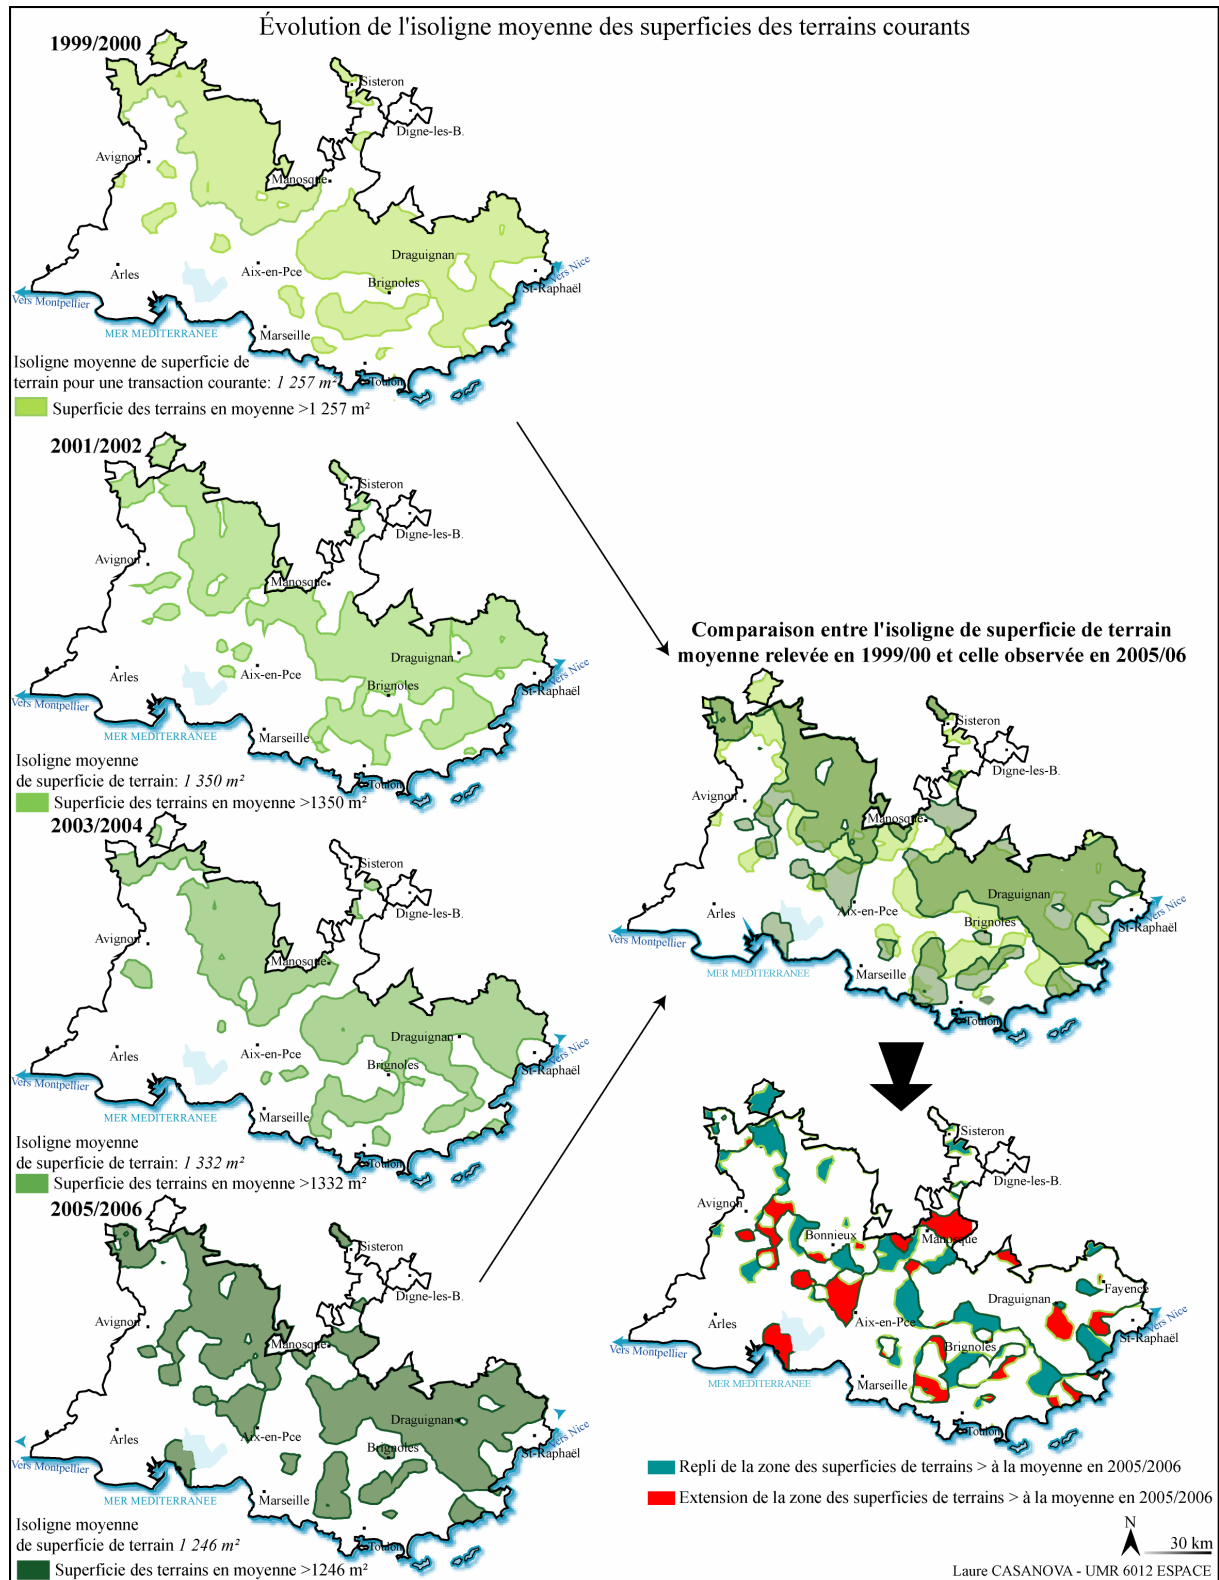 Évolution de l'isoligne moyenne des superficies des terrains courants
1999/2000
Sisteron
Digne-les-B.
Avignon
Manosque
Draguignan
Arles
Aix-en-Pce
Brignoles
Vers Nice
St-Raphaël
Vers Montpellier
MER MEDITERRANEE
Marseille
Toulon
Isoligne moyenne de superficie de
terrain pour une transaction courante: 1 257 m²
Superficie des terrains en moyenne >1 257 m²
2001/2002
Sisteron
Digne-les-B.
Avignon
Manosque
Draguignan
Arles
Aix-en-Pce
Brignoles
Vers Nice
St-Raphaël
Vers Montpellier
MER MEDITERRANEE
Marseille
Toulon
Isoligne moyenne
de superficie de terrain: 1 350 m²
Superficie des terrains en moyenne >1350 m²
2003/2004
Sisteron
Digne-les-B.
Avignon
Manosque
Draguignan
Arles
Aix-en-Pce
Brignoles
Vers Nice
St-Raphaël
Vers Montpellier
MER MEDITERRANEE
Marseille
Toulon
Isoligne moyenne
de superficie de terrain: 1 332 m²
Superficie des terrains en moyenne >1332 m²
2005/2006
Sisteron
Digne-les-B.
Avignon
Manosque
Draguignan
Arles
Aix-en-Pce
Brignoles
Vers Nice
St-Raphaël
Vers Montpellier
MER MEDITERRANEE
Marseille
Toulon
Isoligne moyenne
de superficie de terrain 1 246 m²
Superficie des terrains en moyenne >1246 m²
Comparaison entre l'isoligne de superficie de terrain
moyenne relevée en 1999/00 et celle observée en 2005/06
Sisteron
Digne-les-B.
Avignon
Manosque
Draguignan
Arles
Aix-en-Pce
Brignoles
Vers Nice
St-Raphaël
Vers Montpellier
MER MEDITERRANEE
Marseille
Toulon
Sisteron
Digne-les-B.
Avignon
Bonnieux
Manosque
Fayence
Draguignan
Arles
Aix-en-Pce
Vers Nice
St-Raphaël
Brignoles
Vers Montpellier
MER MEDITERRANEE
Marseille
Toulon
Repli de la zone des superficies de terrains > à la moyenne en 2005/2006
Extension de la zone des superficies de terrains > à la moyenne en 2005/2006
N
30 km
Laure CASANOVA - UMR 6012 ESPACE